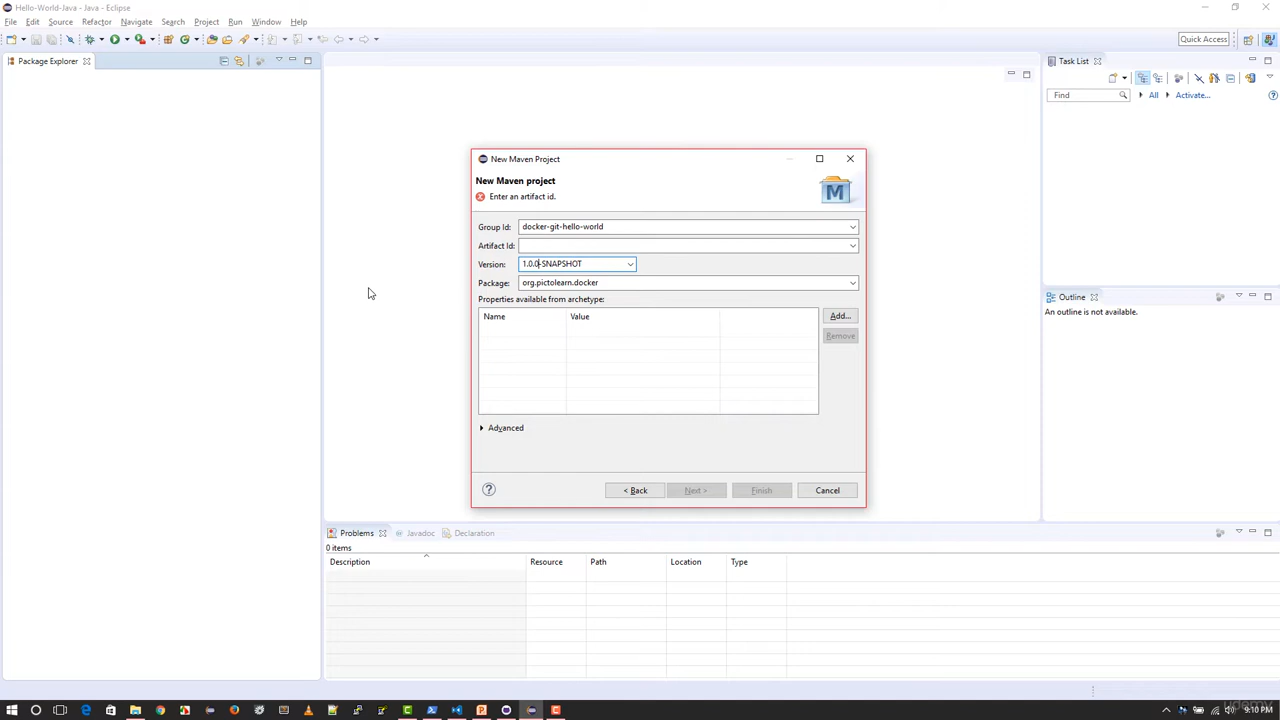 Hello-World-Java - Eclipse
File Edit Source Refactor Navigate Search Project Run Window Help
Quick Access
Package Explorer
Task List
Find All Activate...
New Maven Project
New Maven project
M
Enter an artifact id.
Group Id: docker-git-hello-world
Artifact Id:
Version: 1.0.0-SNAPSHOT
Package: org.pictolearn.docker
Properties available from archetype:
Name Value
Add...
Remove
Advanced
< Back Next > Finish Cancel
Outline
An outline is not available.
Problems Javadoc Declaration
0 items
Description Resource Path Location Type
udemy
9:10 PM